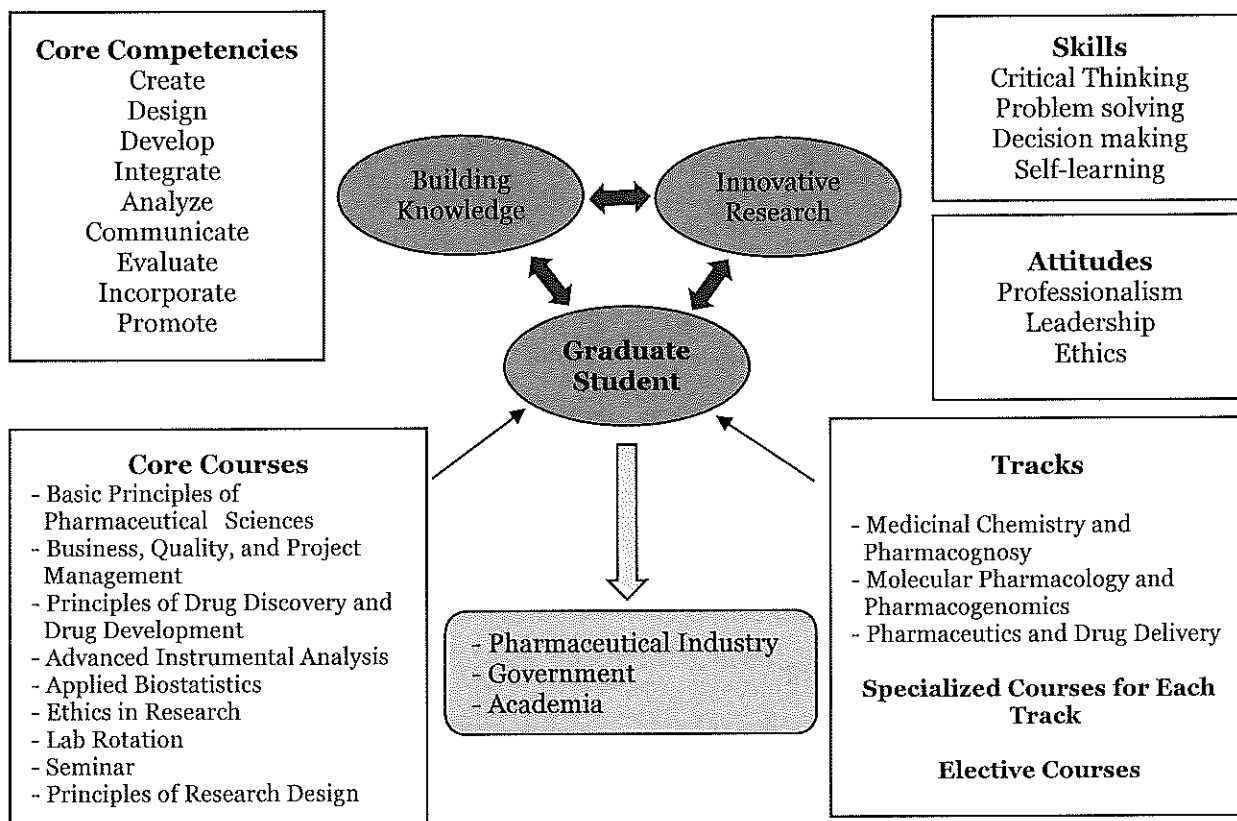 Core Competencies
Create
Design
Develop
Integrate
Analyze
Communicate
Evaluate
Incorporate
Promote
Building
Knowledge
Innovative
Research
Graduate
Student
Skills
Critical Thinking
Problem solving
Decision making
Self-learning
Attitudes
Professionalism
Leadership
Ethics
Core Courses
- Basic Principles of
Pharmaceutical Sciences
- Business, Quality, and Project
Management
- Principles of Drug Discovery and
Drug Development
- Advanced Instrumental Analysis
- Applied Biostatistics
- Ethics in Research
- Lab Rotation
- Seminar
- Principles of Research Design
- Pharmaceutical Industry
- Government
- Academia
Tracks
- Medicinal Chemistry and
Pharmacognosy
- Molecular Pharmacology and
Pharmacogenomics
- Pharmaceutics and Drug Delivery
Specialized Courses for Each
Track
Elective Courses